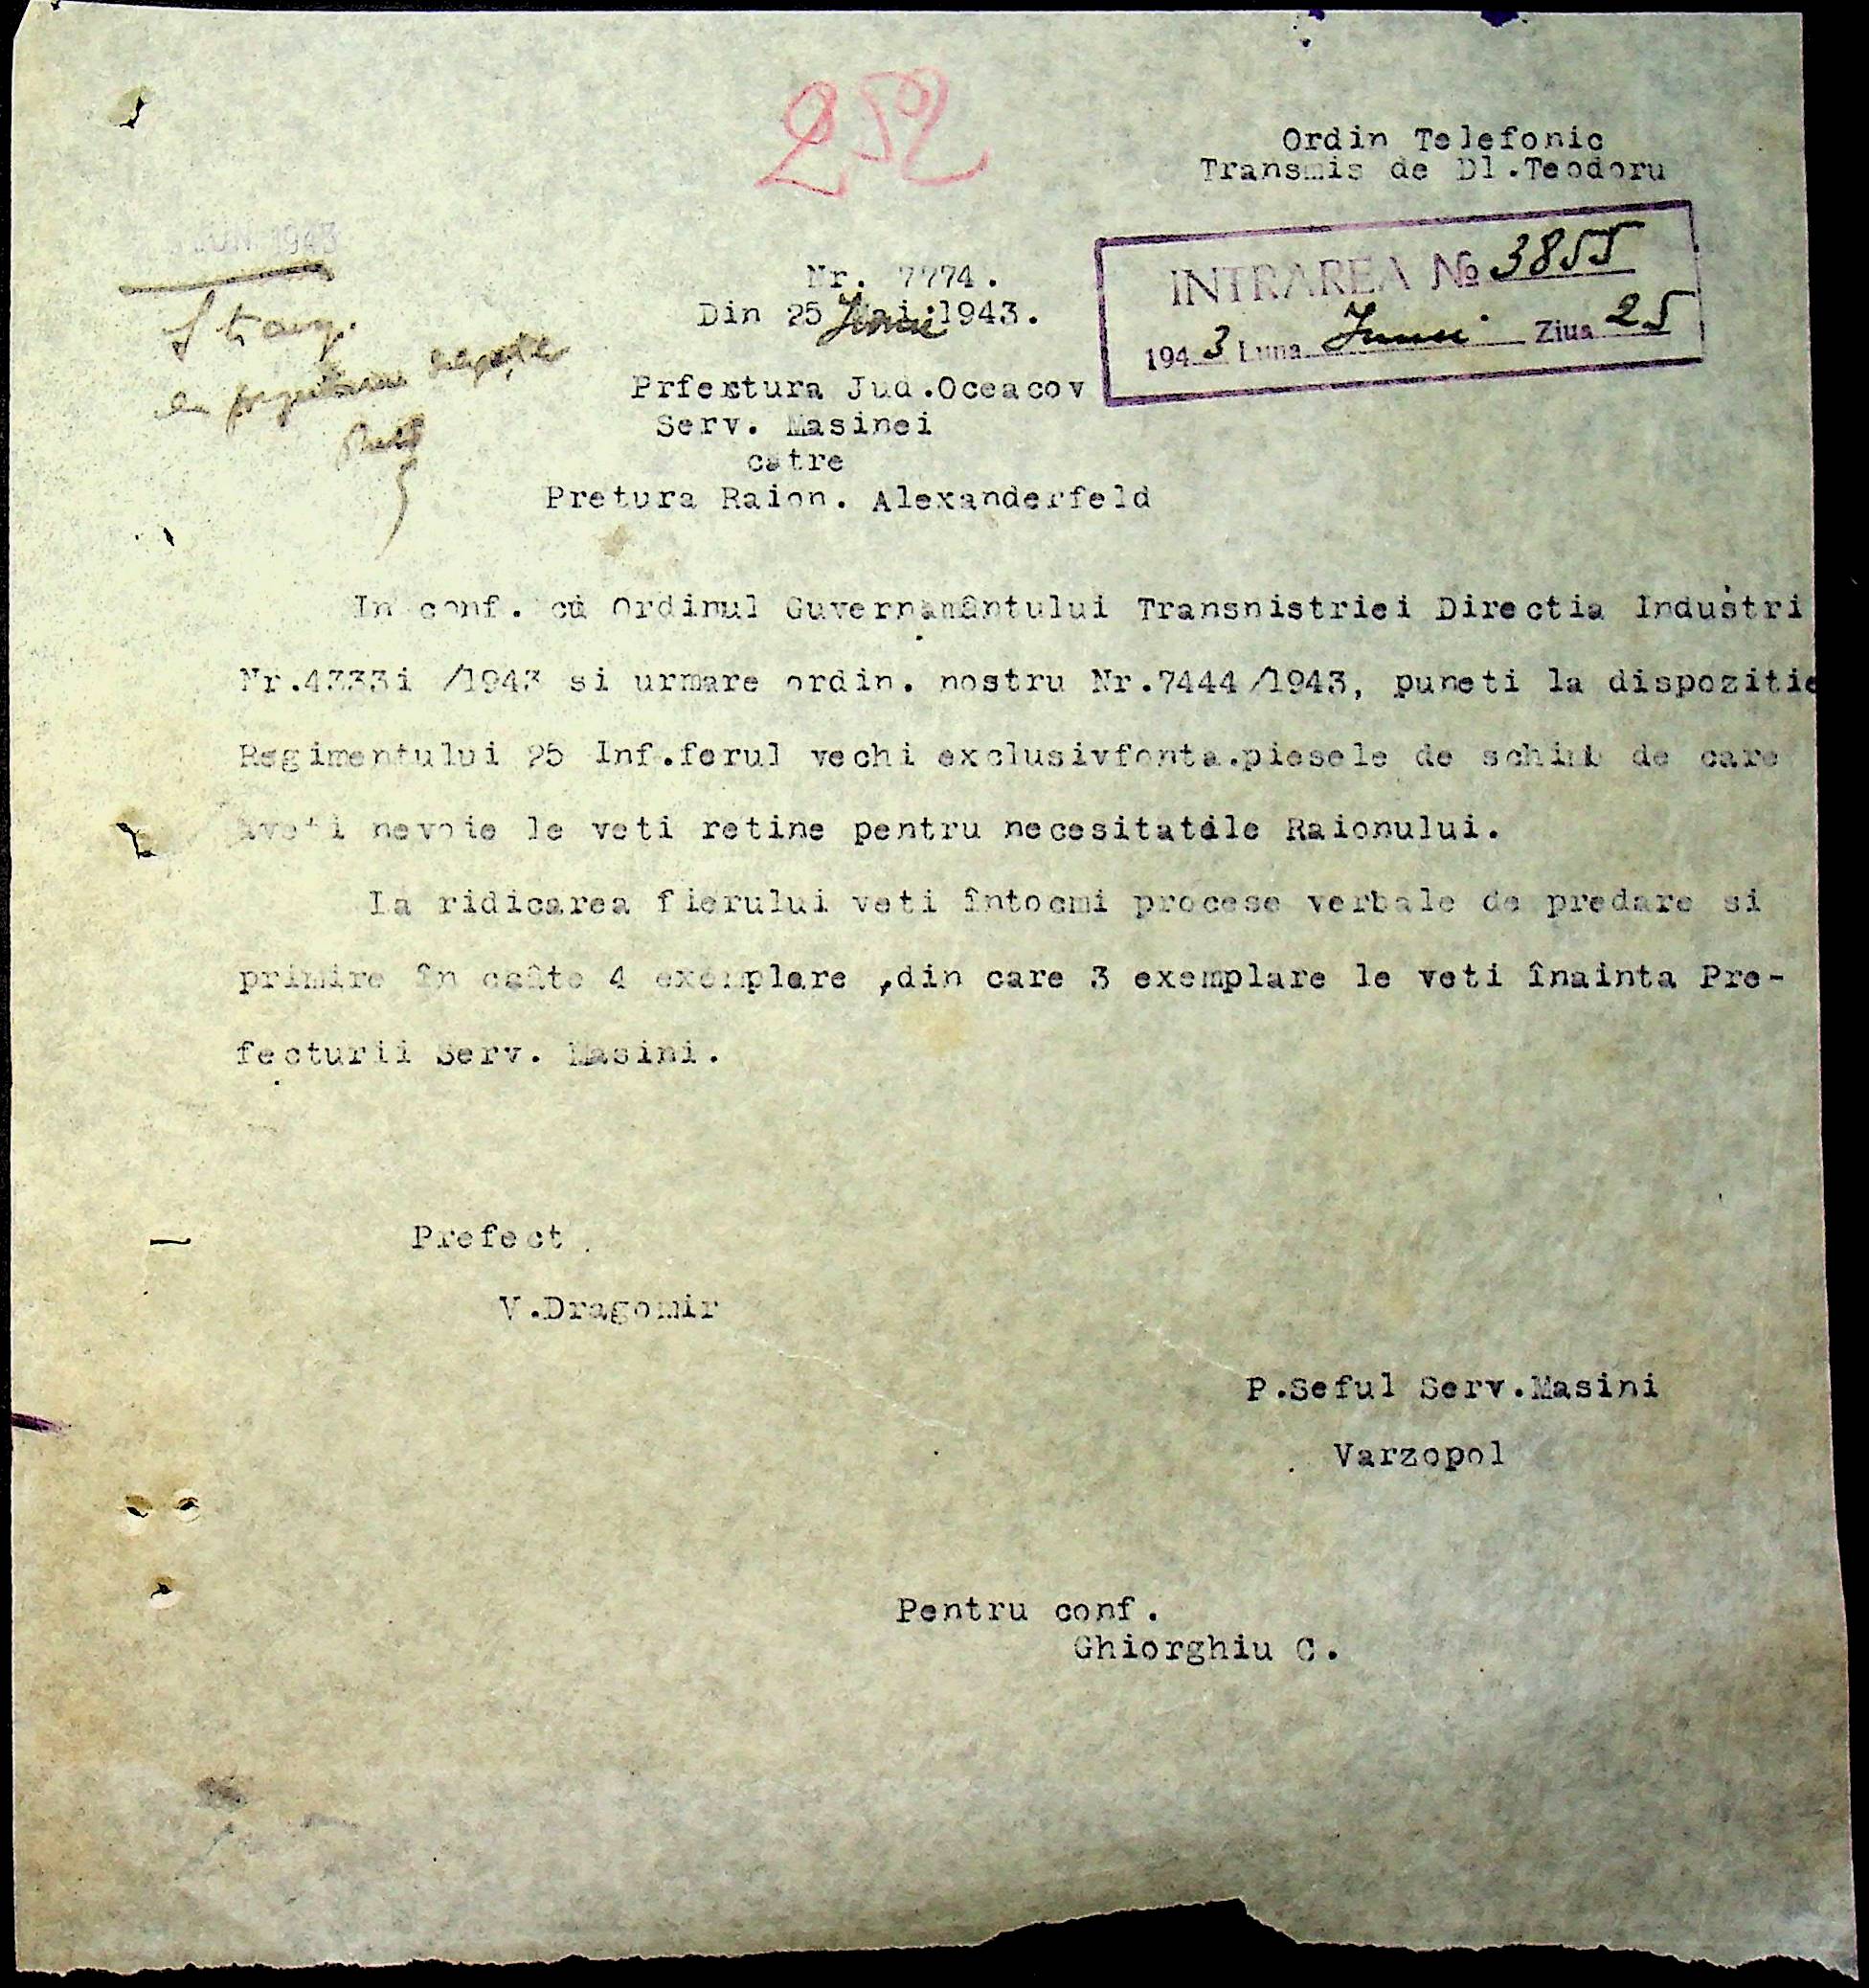 252
Ordin Telefonic
Transmis de Dl.Teodoru
IUN 1943
INTRAREA № 3855
1943 Luna Iunie Ziua 25
Nr. 7774.
Din 25 Iunie 1943.
Prfextura Jud.Oceacov
Serv. Masinei
catre
Pretura Raion. Alexanderfeld
In conf. cu Ordinul Guvernamântului Transnistriei Directia Industri
Nr.43331 /1943 si urmare ordin. nostru Nr.7444/1943, puneti la dispozitie
Regimentului 25 Inf.ferul vechi exclusivfonta.piesele de schimb de care
aveti nevoie le veti retine pentru necesitatile Raionului.
La ridicarea fierului veti întocmi procese verbale de predare si
primire în caâte 4 exemplare ,din care 3 exemplare le veti înainta Pre-
fecturii Serv. Masini.
Prefect
V.Dragomir
P.Seful Serv.Masini
Varzopol
Pentru conf.
Ghiorghiu C.